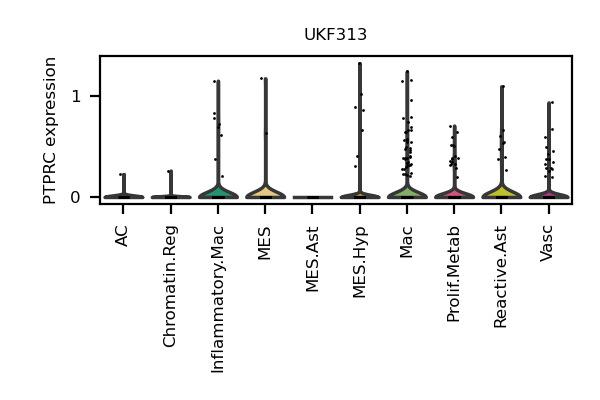 UKF313
PTPRC expression
1
0
AC
Chromatin.Reg
Inflammatory.Mac
MES
MES.Ast
MES.Hyp
Mac
Prolif.Metab
Reactive.Ast
Vasc